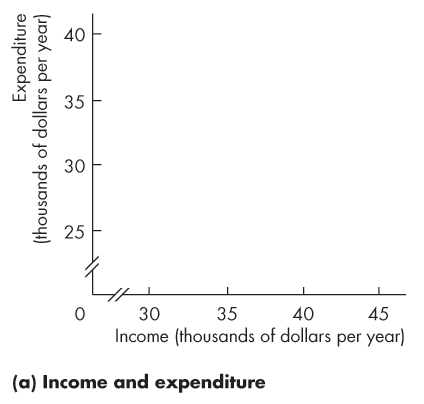 Expenditure
(thousands of dollars per year)
40
35
30
25
0 30 35 40 45
Income (thousands of dollars per year)
(a) Income and expenditure